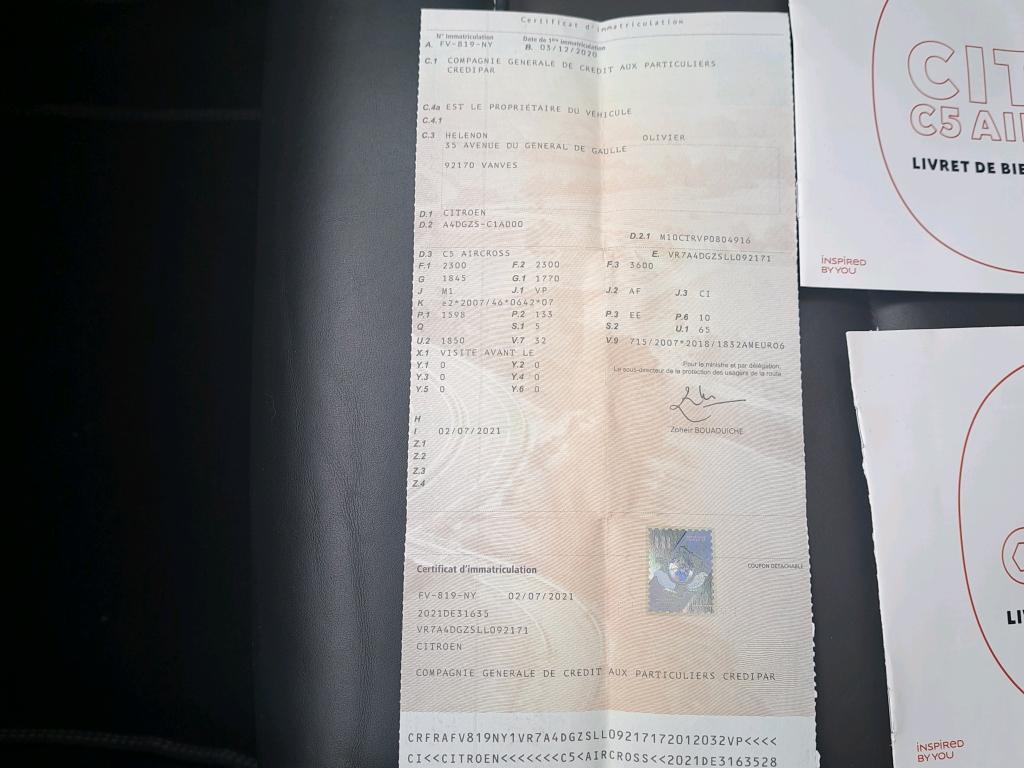 Certificat d'immatriculation
N° Immatriculation Date de 1ère immatriculation
A. FV-819-NY B. 03/12/2020
C.1 COMPAGNIE GENERALE DE CREDIT AUX PARTICULIERS
CREDIPAR
C.4a EST LE PROPRIÉTAIRE DU VÉHICULE
C.4.1
C.3 HELENON OLIVIER
35 AVENUE DU GENERAL DE GAULLE
92170 VANVES
D.1 CITROEN
D.2 A4DGZS-C1A000
D.2.1 M10CTRVP0804916
D.3 C5 AIRCROSS E. VR7A4DGZSLL092171
F.1 2300 F.2 2300 F.3 3600
G 1845 G.1 1770
J M1 J.1 VP J.2 AF J.3 CI
K e2*2007/46*0642*07
P.1 1598 P.2 133 P.3 EE P.6 10
Q S.1 5 S.2 U.1 65
U.2 1850 V.7 32 V.9 715/2007*2018/1832AMEURO6
X.1 VISITE AVANT LE
Y.1 0 Y.2 0
Y.3 0 Y.4 0
Y.5 0 Y.6 0
Pour le ministre et par délégation,
Le sous-directeur de la protection des usagers de la route
Zoheir BOUAOUICHE
H
I 02/07/2021
Z.1
Z.2
Z.3
Z.4
COUPON DÉTACHABLE
Certificat d'immatriculation
FV-819-NY 02/07/2021
2021DE31635
VR7A4DGZSLL092171
CITROEN
COMPAGNIE GENERALE DE CREDIT AUX PARTICULIERS CREDIPAR
CRFRAFV819NY1VR7A4DGZSLL09217172012032VP<<<<
CI<<CITROEN<<<<<<<C5<AIRCROSS<<2021DE3163528
CIT
C5 AI
LIVRET DE BIE
INSPIRED
BY YOU
LI
INSPIRED
BY YOU